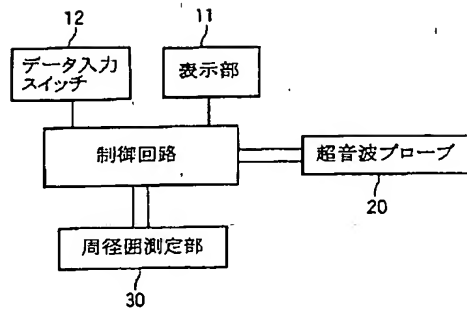 12
11
データ入力
スイッチ
表示部
制御回路
超音波プローブ
20
周径囲測定部
30